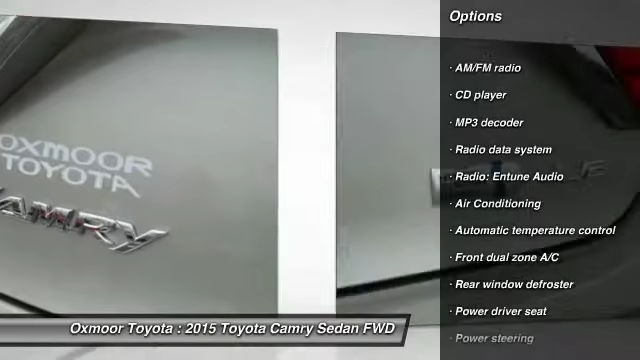 OXMOOR
TOYOTA
CAMRY
Options
· AM/FM radio
· CD player
· MP3 decoder
· Radio data system
· Radio: Entune Audio
· Air Conditioning
· Automatic temperature control
· Front dual zone A/C
· Rear window defroster
· Power driver seat
· Power steering
Oxmoor Toyota : 2015 Toyota Camry Sedan FWD